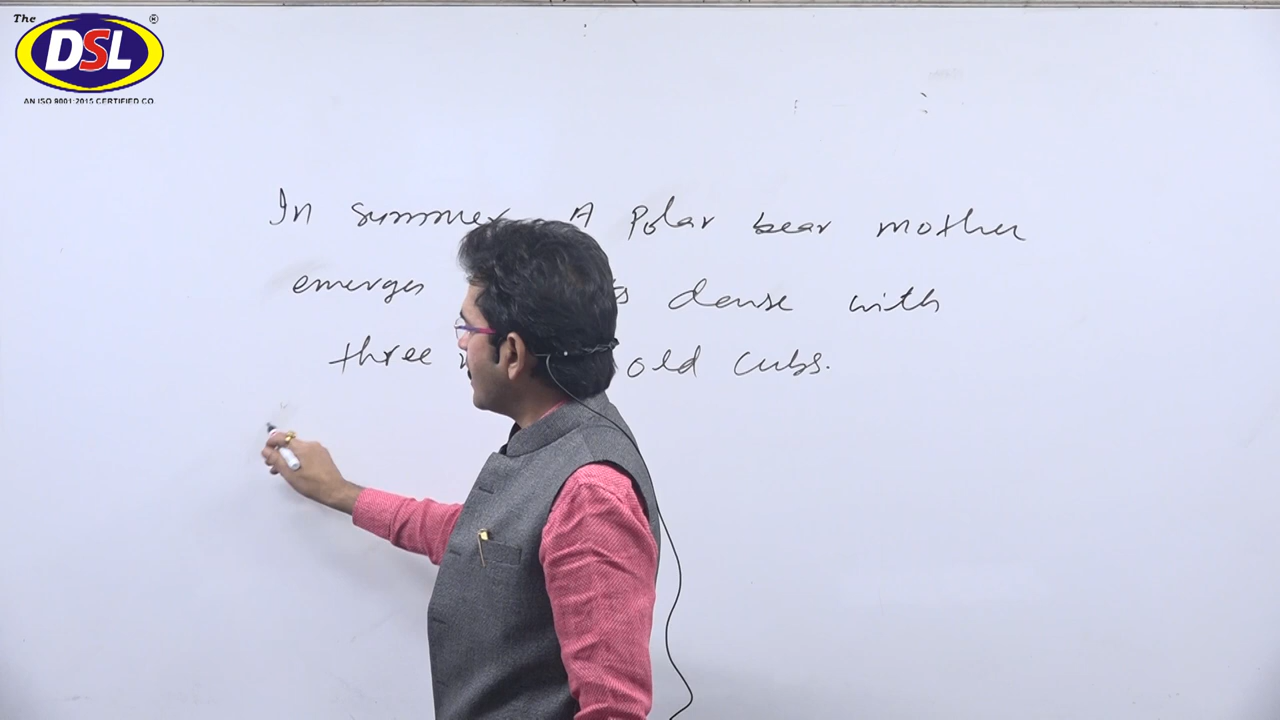 The
DSL ®
AN ISO 9001:2015 CERTIFIED CO.
In summer A Polar bear mother
emerges dense with
three old cubs.